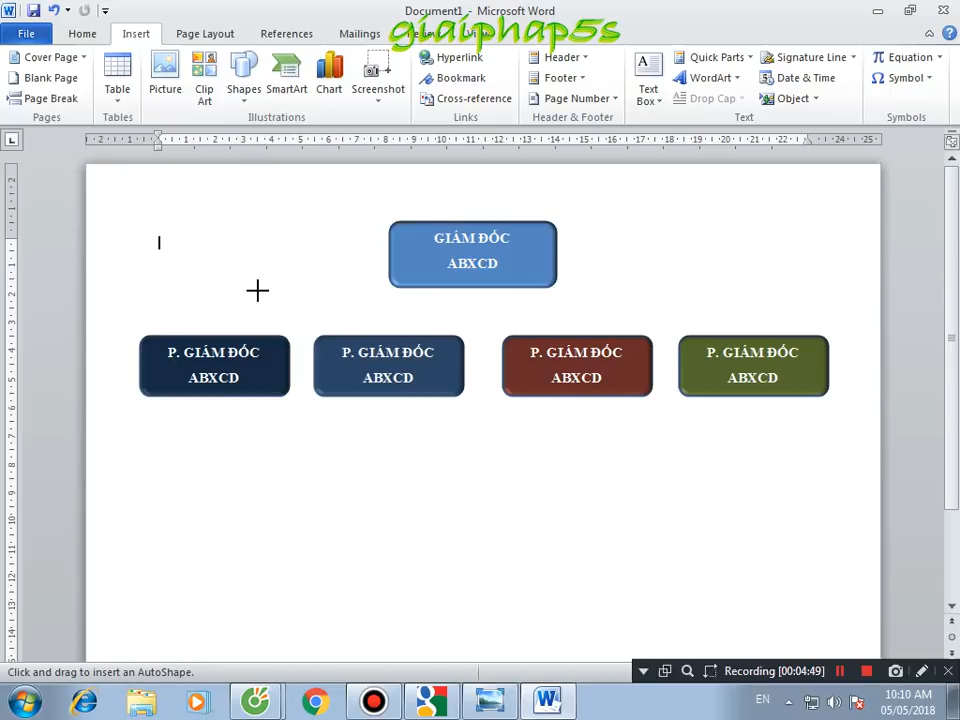 Document1 - Microsoft Word
giaiphap5s
File Home Insert Page Layout References Mailings
Cover Page
Blank Page
Page Break
Pages
Table
Tables
Picture
Clip Art
Shapes
SmartArt
Chart
Screenshot
Illustrations
Hyperlink
Bookmark
Cross-reference
Links
Header
Footer
Page Number
Header & Footer
Text Box
Quick Parts
WordArt
Drop Cap
Signature Line
Date & Time
Object
Text
Equation
Symbol
Symbols
GIÁM ĐỐC
ABXCD
P. GIÁM ĐỐC
ABXCD
P. GIÁM ĐỐC
ABXCD
P. GIÁM ĐỐC
ABXCD
P. GIÁM ĐỐC
ABXCD
Click and drag to insert an AutoShape.
Recording [00:04:49]
EN
10:10 AM
05/05/2018